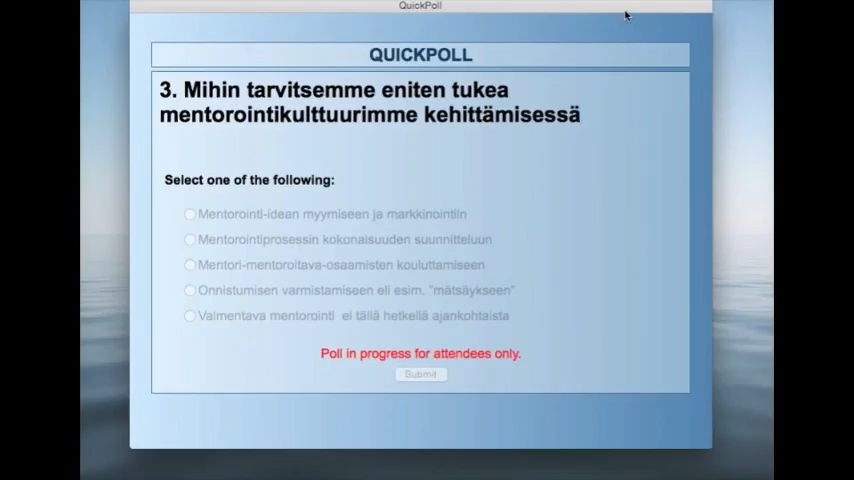 QuickPoll
QUICKPOLL
3. Mihin tarvitsemme eniten tukea
mentorointikulttuurimme kehittämisessä
Select one of the following:
Mentorointi-idean myymiseen ja markkinointiin
Mentorointiprosessin kokonaisuuden suunnitteluun
Mentori-mentoroitava-osaamisten kouluttamiseen
Onnistumisen varmistamiseen eli esim. "mätsäykseen"
Valmentava mentorointi ei tällä hetkellä ajankohtaista
Poll in progress for attendees only.
Submit